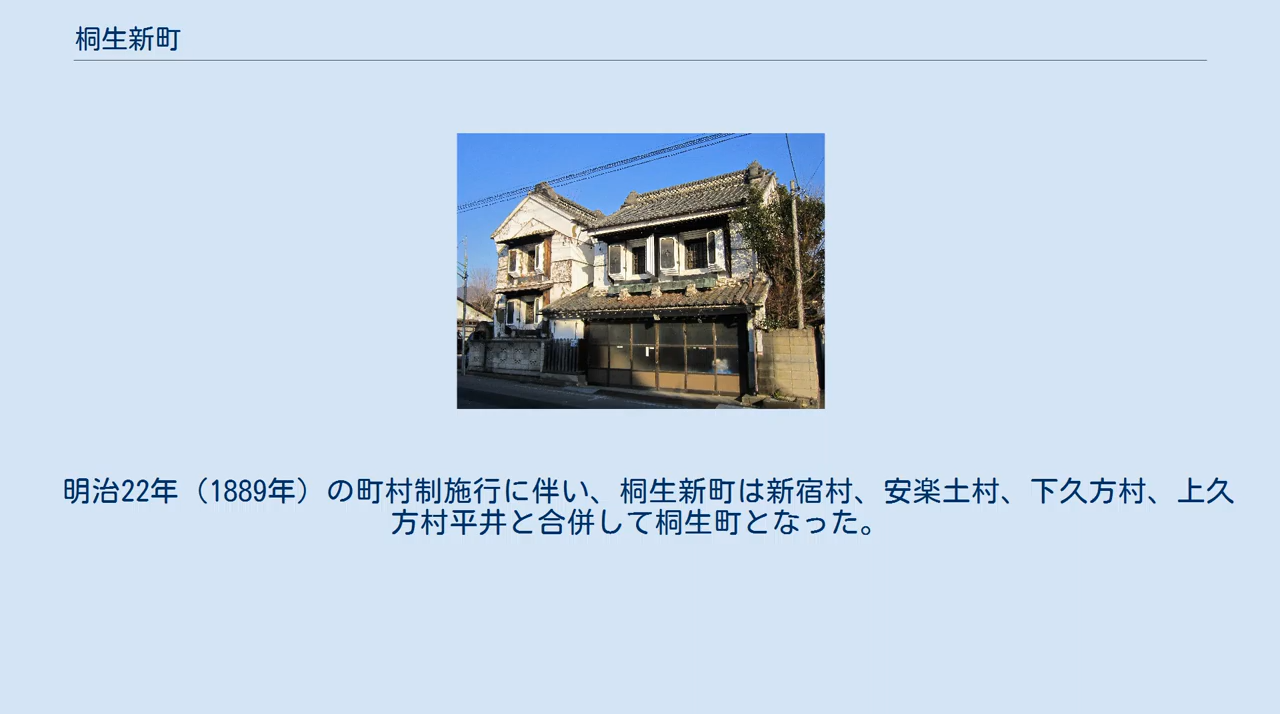 桐生新町
明治22年（1889年）の町村制施行に伴い、桐生新町は新宿村、安楽土村、下久方村、上久
方村平井と合併して桐生町となった。